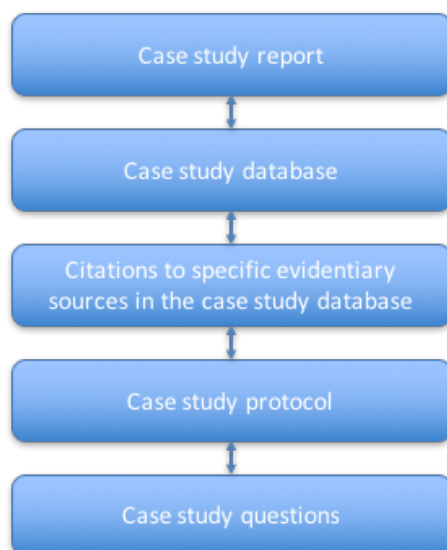 Case study report
Case study database
Citations to specific evidentiary
sources in the case study database
Case study protocol
Case study questions